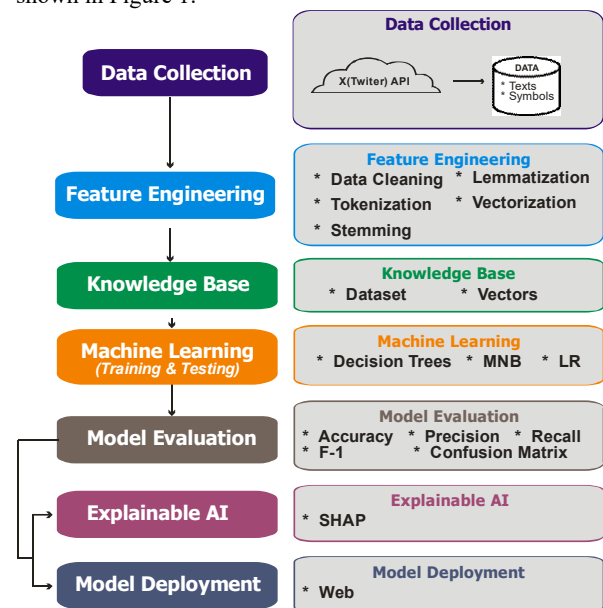 shown in Figure 1.
Data Collection
Data Collection
X(Twiter) API
DATA
* Texts
* Symbols
Feature Engineering
Feature Engineering
* Data Cleaning * Lemmatization
* Tokenization * Vectorization
* Stemming
Knowledge Base
Knowledge Base
* Dataset * Vectors
Machine Learning
(Training & Testing)
Machine Learning
* Decision Trees * MNB * LR
Model Evaluation
Model Evaluation
* Accuracy * Precision * Recall
* F-1 * Confusion Matrix
Explainable AI
Explainable AI
* SHAP
Model Deployment
Model Deployment
* Web